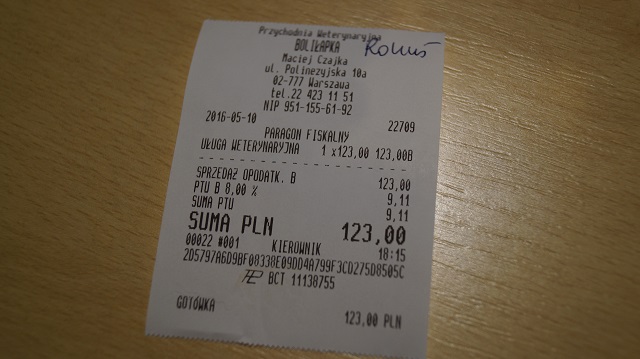 Przychodnia Weterynaryjna
BOLIŁAPKA
Maciej Czajka
ul. Polinezyjska 10a
02-777 Warszawa
tel.22 423 11 51
NIP 951-155-61-92
2016-05-10 22709
PARAGON FISKALNY
UŁUGA WETERYNARYJNA 1 x123,00 123,00B
SPRZEDAŻ OPODATK. B 123,00
PTU B 8,00 % 9,11
SUMA PTU 9,11
SUMA PLN 123,00
00022 #001 KIEROWNIK 18:15
2D5797A6D9BF08338E09DD4A799F3CD275D8505C
BCT 11138755
GOTÓWKA 123,00 PLN